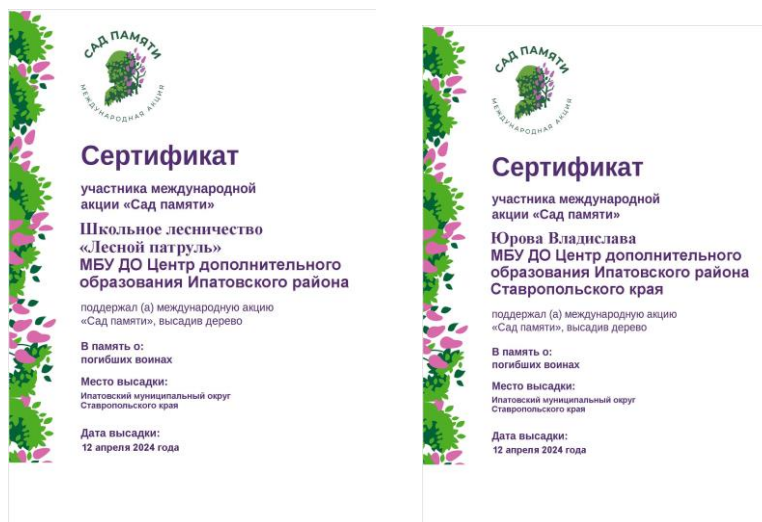 САД ПАМЯТИ
МЕЖДУНАРОДНАЯ АКЦИЯ
Сертификат
участника международной
акции «Сад памяти»
Школьное лесничество
«Лесной патруль»
МБУ ДО Центр дополнительного
образования Ипатовского района
поддержал (а) международную акцию
«Сад памяти», высадив дерево
В память о:
погибших воинах
Место высадки:
Ипатовский муниципальный округ
Ставропольского края
Дата высадки:
12 апреля 2024 года
САД ПАМЯТИ
МЕЖДУНАРОДНАЯ АКЦИЯ
Сертификат
участника международной
акции «Сад памяти»
Юрова Владислава
МБУ ДО Центр дополнительного
образования Ипатовского района
Ставропольского края
поддержал (а) международную акцию
«Сад памяти», высадив дерево
В память о:
погибших воинах
Место высадки:
Ипатовский муниципальный округ
Ставропольского края
Дата высадки:
12 апреля 2024 года